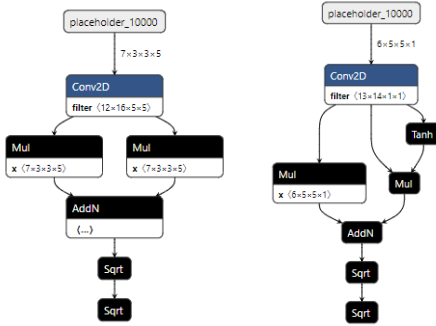 placeholder_10000
7×3×3×5
Conv2D
filter ⟨12×16×5×5⟩
Mul
x ⟨7×3×3×5⟩
Mul
x ⟨7×3×3×5⟩
AddN
⟨...⟩
Sqrt
Sqrt
placeholder_10000
6×5×5×1
Conv2D
filter ⟨13×14×1×1⟩
Tanh
Mul
x ⟨6×5×5×1⟩
Mul
AddN
Sqrt
Sqrt